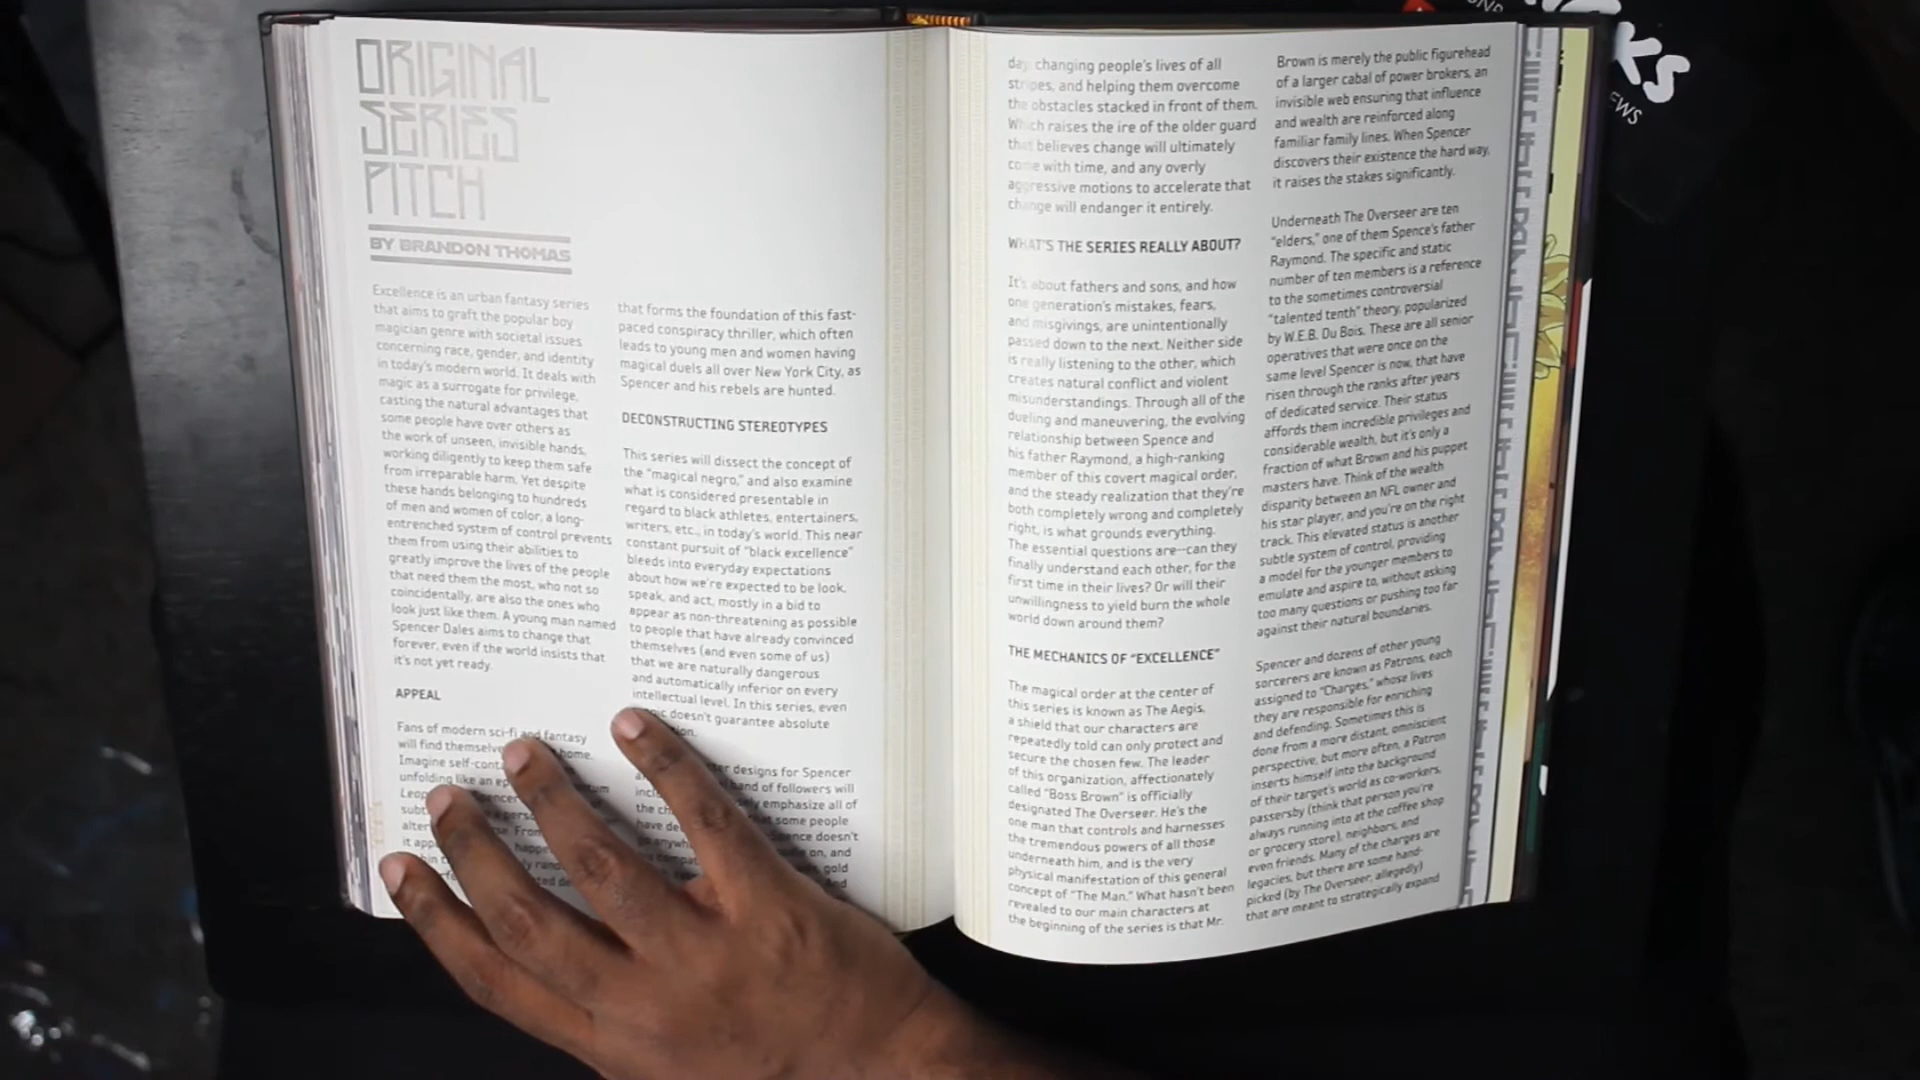 ORIGINAL
SERIES
PITCH
BY BRANDON THOMAS
Excellence is an urban fantasy series
that aims to graft the popular boy
magician genre with societal issues
concerning race, gender, and identity
in today's modern world. It deals with
magic as a surrogate for privilege,
casting the natural advantages that
some people have over others as
the work of unseen, invisible hands,
working diligently to keep them safe
from irreparable harm. Yet despite
these hands belonging to hundreds
of men and women of color, a long-
entrenched system of control prevents
them from using their abilities to
greatly improve the lives of the people
that need them the most, who not so
coincidentally, are also the ones who
look just like them. A young man named
Spencer Dales aims to change that
forever, even if the world insists that
it's not yet ready.
APPEAL
Fans of modern sci-fi and fantasy
will find home.
Imagine
unfolding like an
that forms the foundation of this fast-
paced conspiracy thriller, which often
leads to young men and women having
magical duels all over New York City, as
Spencer and his rebels are hunted.
DECONSTRUCTING STEREOTYPES
This series will dissect the concept of
the "magical negro," and also examine
what is considered presentable in
regard to black athletes, entertainers,
writers, etc., in today's world. This near
constant pursuit of "black excellence"
bleeds into everyday expectations
about how we're expected to be look,
speak, and act, mostly in a bid to
appear as non-threatening as possible
to people that have already convinced
themselves (and even some of us)
that we are naturally dangerous
and automatically inferior on every
intellectual level. In this series, even
doesn't guarantee absolute
designs for Spencer
band of followers will
the emphasize all of
have some people
doesn't
on, and
gold
day, changing people's lives of all
stripes, and helping them overcome
the obstacles stacked in front of them.
Which raises the ire of the older guard
that believes change will ultimately
come with time, and any overly
aggressive motions to accelerate that
change will endanger it entirely.
WHAT'S THE SERIES REALLY ABOUT?
It's about fathers and sons, and how
one generation's mistakes, fears,
and misgivings, are unintentionally
passed down to the next. Neither side
is really listening to the other, which
creates natural conflict and violent
misunderstandings. Through all of the
dueling and maneuvering, the evolving
relationship between Spence and
his father Raymond, a high-ranking
member of this covert magical order,
and the steady realization that they're
both completely wrong and completely
right, is what grounds everything.
The essential questions are--can they
finally understand each other, for the
first time in their lives? Or will their
unwillingness to yield burn the whole
world down around them?
THE MECHANICS OF "EXCELLENCE"
The magical order at the center of
this series is known as The Aegis,
a shield that our characters are
repeatedly told can only protect and
secure the chosen few. The leader
of this organization, affectionately
called "Boss Brown" is officially
designated The Overseer. He's the
one man that controls and harnesses
the tremendous powers of all those
underneath him, and is the very
physical manifestation of this general
concept of "The Man." What hasn't been
revealed to our main characters at
the beginning of the series is that Mr.
Brown is merely the public figurehead
of a larger cabal of power brokers, an
invisible web ensuring that influence
and wealth are reinforced along
familiar family lines. When Spencer
discovers their existence the hard way,
it raises the stakes significantly.
Underneath The Overseer are ten
"elders," one of them Spence's father
Raymond. The specific and static
number of ten members is a reference
to the sometimes controversial
"talented tenth" theory, popularized
by W.E.B. Du Bois. These are all senior
operatives that were once on the
same level Spencer is now, that have
risen through the ranks after years
of dedicated service. Their status
affords them incredible privileges and
considerable wealth, but it's only a
fraction of what Brown and his puppet
masters have. Think of the wealth
disparity between an NFL owner and
his star player, and you're on the right
track. This elevated status is another
subtle system of control, providing
a model for the younger members to
emulate and aspire to, without asking
too many questions or pushing too far
against their natural boundaries.
Spencer and dozens of other young
sorcerers are known as Patrons, each
assigned to "Charges," whose lives
they are responsible for enriching
and defending. Sometimes this is
done from a more distant, omniscient
perspective, but more often, a Patron
inserts himself into the background
of their target's world as co-workers,
passersby (think that person you're
always running into at the coffee shop
or grocery store), neighbors, and
even friends. Many of the charges are
legacies, but there are some hand-
picked (by The Overseer, allegedly)
that are meant to strategically expand